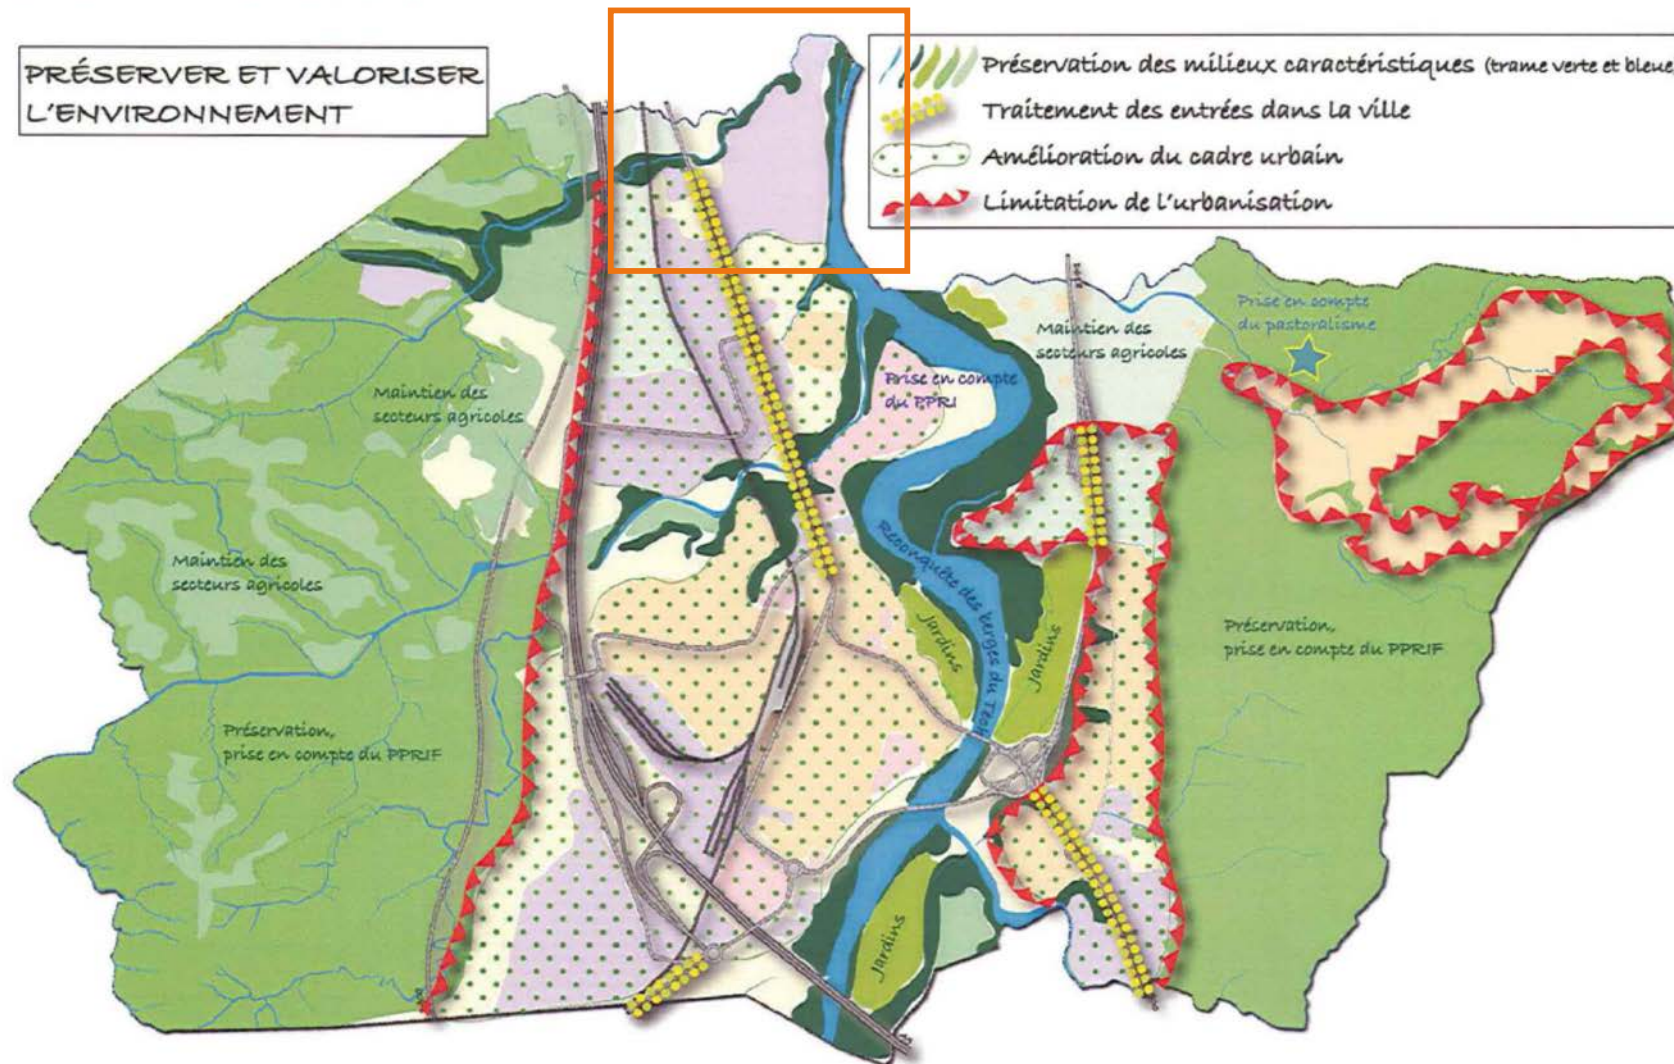 PRÉSERVER ET VALORISER
L'ENVIRONNEMENT
Préservation des milieux caractéristiques (trame verte et bleue
Traitement des entrées dans la ville
Amélioration du cadre urbain
Limitation de l'urbanisation
Prise en compte
du pastoralisme
Maintien des
secteurs agricoles
Prise en compte
du PPRI
Maintien des
secteurs agricoles
Maintien des
secteurs agricoles
Reconquête des berges du Tech
Jardins
Jardins
Préservation,
prise en compte du PPRIF
Préservation,
prise en compte du PPRIF
Jardins